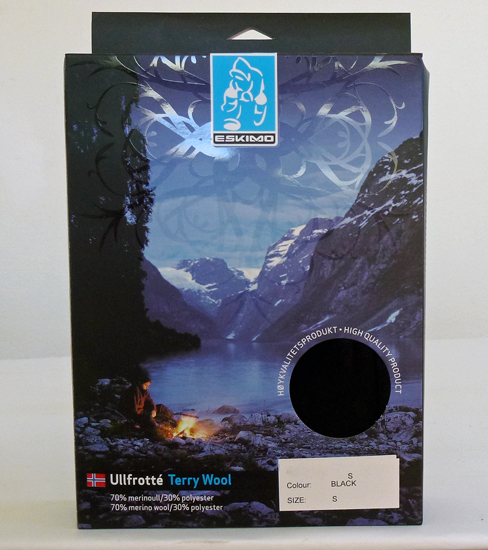 ESKIMO
HØYKVALITETSPRODUKT • HIGH QUALITY PRODUCT
Ullfrotté Terry Wool
70% merinoull/30% polyester
70% merino wool/30% polyester
S
Colour: BLACK
SIZE: S